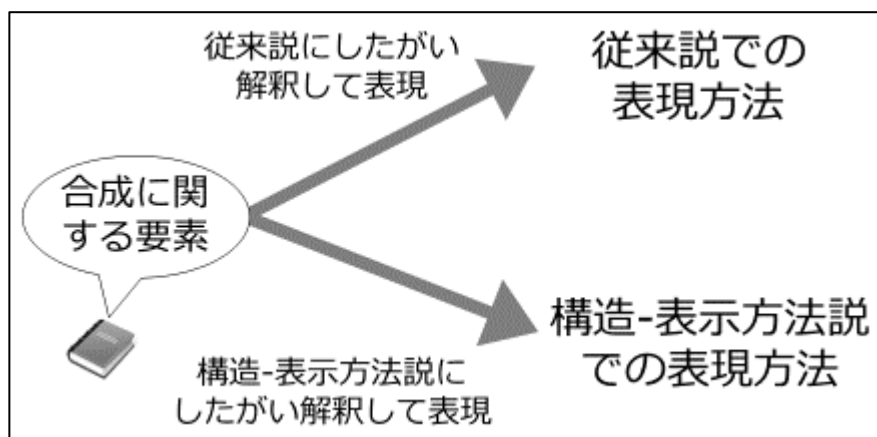 従来説にしたがい
解釈して表現
従来説での
表現方法
合成に関
する要素
構造-表示方法説
での表現方法
構造-表示方法説に
したがい解釈して表現